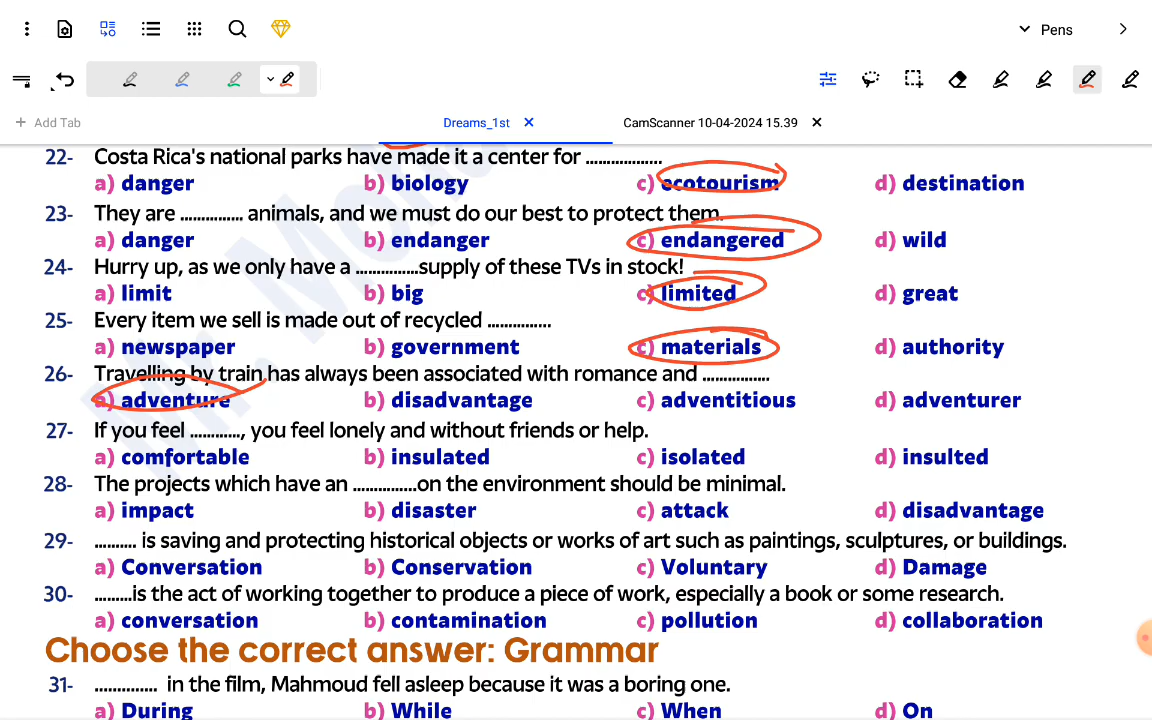 Pens
Add Tab
Dreams_1st
CamScanner 10-04-2024 15.39
22- Costa Rica's national parks have made it a center for ..................
a) danger b) biology c) ecotourism d) destination
23- They are ............... animals, and we must do our best to protect them.
a) danger b) endanger c) endangered d) wild
24- Hurry up, as we only have a ...............supply of these TVs in stock!
a) limit b) big c) limited d) great
25- Every item we sell is made out of recycled ...............
a) newspaper b) government c) materials d) authority
26- Travelling by train has always been associated with romance and ................
a) adventure b) disadvantage c) adventitious d) adventurer
27- If you feel ............, you feel lonely and without friends or help.
a) comfortable b) insulated c) isolated d) insulted
28- The projects which have an ...............on the environment should be minimal.
a) impact b) disaster c) attack d) disadvantage
29- .......... is saving and protecting historical objects or works of art such as paintings, sculptures, or buildings.
a) Conversation b) Conservation c) Voluntary d) Damage
30- .........is the act of working together to produce a piece of work, especially a book or some research.
a) conversation b) contamination c) pollution d) collaboration
Choose the correct answer: Grammar
31- .............. in the film, Mahmoud fell asleep because it was a boring one.
a) During b) While c) When d) On